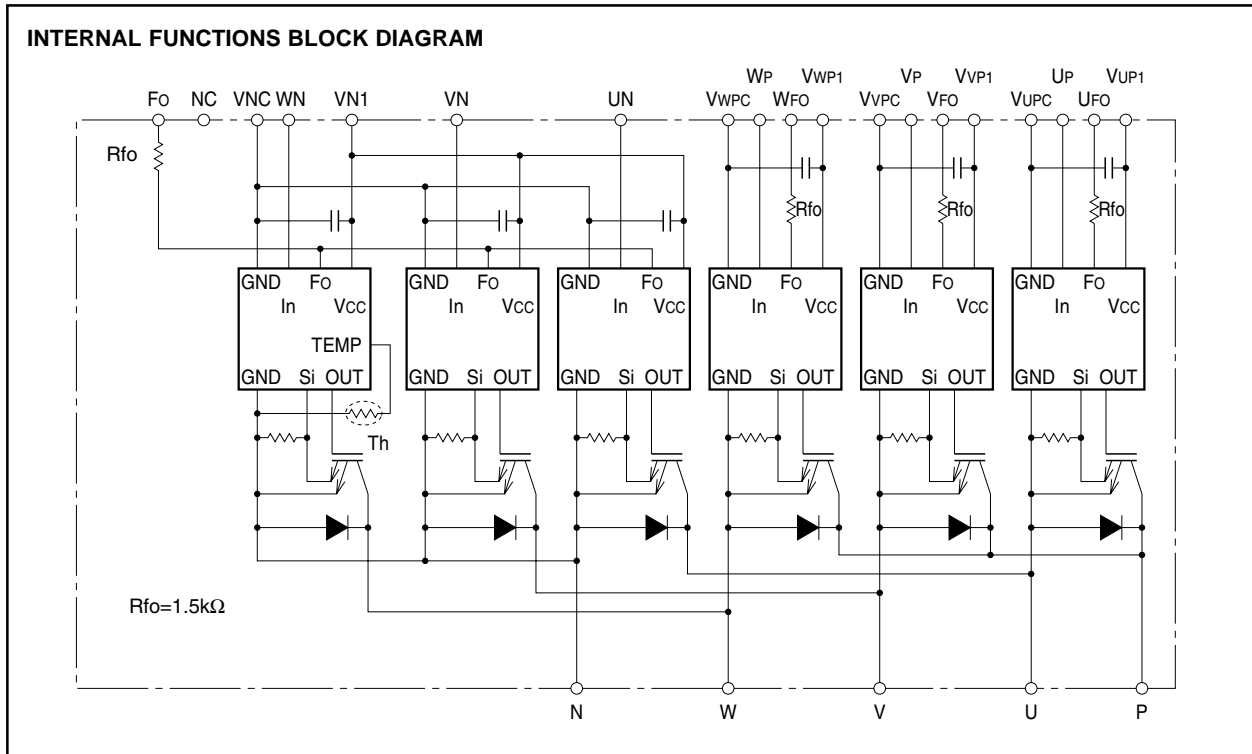 INTERNAL FUNCTIONS BLOCK DIAGRAM
WP VWP1 VP VVP1 UP VUP1
FO NC VNC WN VN1 VN UN VWPC WFO VVPC VFO VUPC UFO
Rfo
Rfo Rfo Rfo
GND FO GND FO GND FO GND FO GND FO GND FO
In VCC In VCC In VCC In VCC In VCC In VCC
TEMP
GND Si OUT GND Si OUT GND Si OUT GND Si OUT GND Si OUT GND Si OUT
Th
Rfo=1.5kΩ
N W V U P